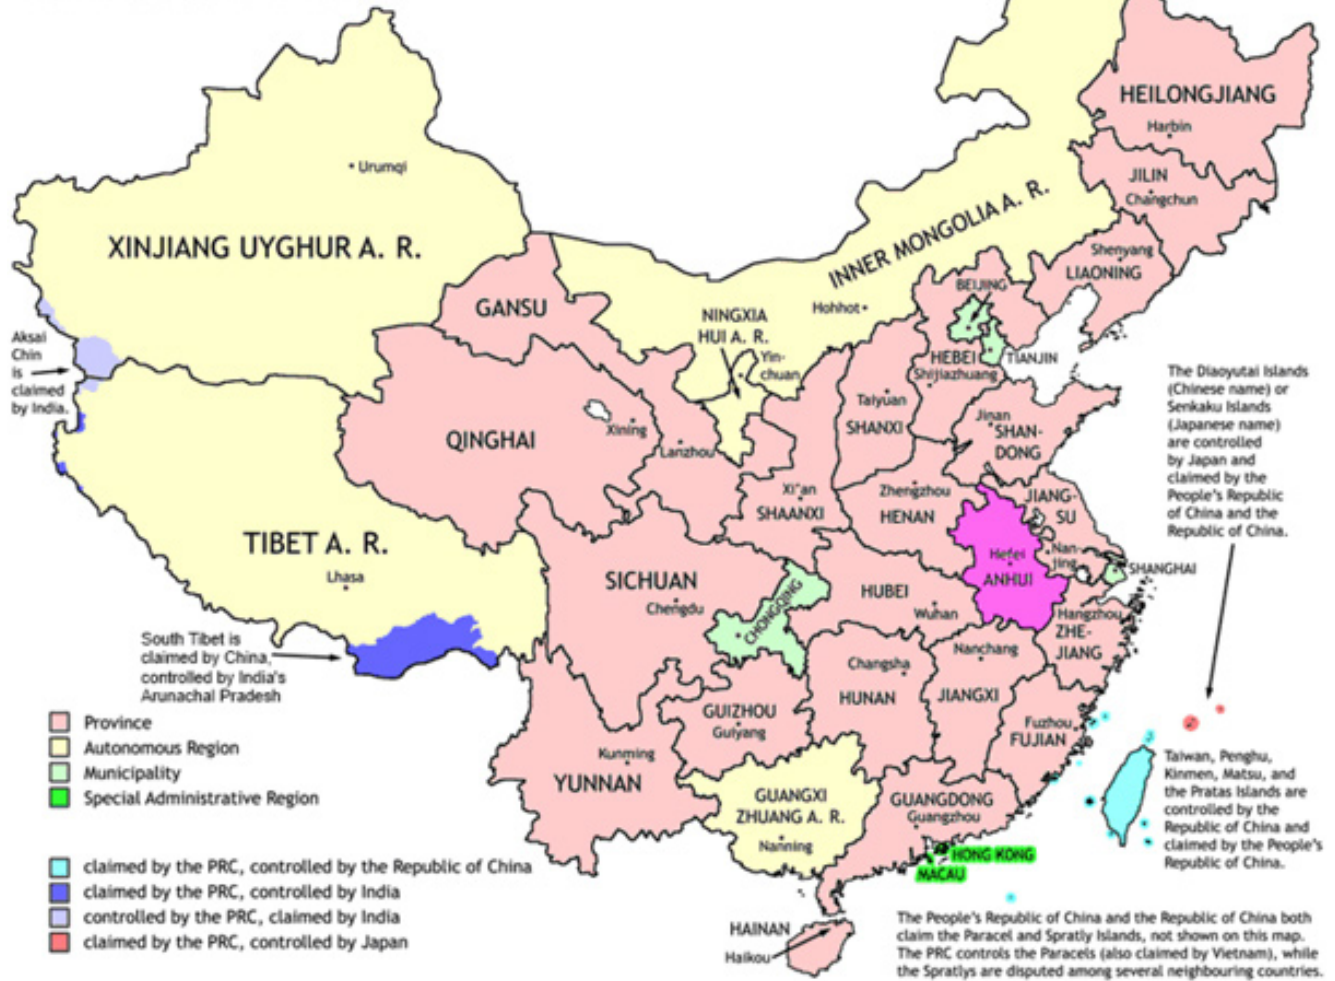 HEILONGJIANG
Harbin
JILIN
Changchun
Urumqi
XINJIANG UYGHUR A. R.
INNER MONGOLIA A. R.
Hohhot
Shenyang
LIAONING
BEIJING
GANSU
NINGXIA
HUI A. R.
Yin-
chuan
HEBEI
TIANJIN
Shijiazhuang
Aksai
Chin
is
claimed
by India.
The Diaoyutai Islands
(Chinese name) or
Senkaku Islands
(Japanese name)
are controlled
by Japan and
claimed by the
People's Republic
of China and the
Republic of China.
Taiyuan
SHANXI
Jinan
SHAN-
DONG
QINGHAI
Xining
Lanzhou
Xi'an
SHAANXI
Zhengzhou
HENAN
JIANG-
SU
Nan-
jing
Hefei
ANHUI
SHANGHAI
TIBET A. R.
Lhasa
SICHUAN
Chengdu
CHONGQING
HUBEI
Wuhan
Hangzhou
ZHE-
JIANG
South Tibet is
claimed by China,
controlled by India's
Arunachal Pradesh
Changsha
HUNAN
Nanchang
JIANGXI
GUIZHOU
Guiyang
Fuzhou
FUJIAN
Kunming
YUNNAN
GUANGXI
ZHUANG A. R.
Nanning
GUANGDONG
Guangzhou
HONG KONG
MACAU
Taiwan, Penghu,
Kinmen, Matsu, and
the Pratas Islands are
controlled by the
Republic of China and
claimed by the People's
Republic of China.
HAINAN
Haikou
Province
Autonomous Region
Municipality
Special Administrative Region
claimed by the PRC, controlled by the Republic of China
claimed by the PRC, controlled by India
controlled by the PRC, claimed by India
claimed by the PRC, controlled by Japan
The People's Republic of China and the Republic of China both
claim the Paracel and Spratly Islands, not shown on this map.
The PRC controls the Paracels (also claimed by Vietnam), while
the Spratlys are disputed among several neighbouring countries.